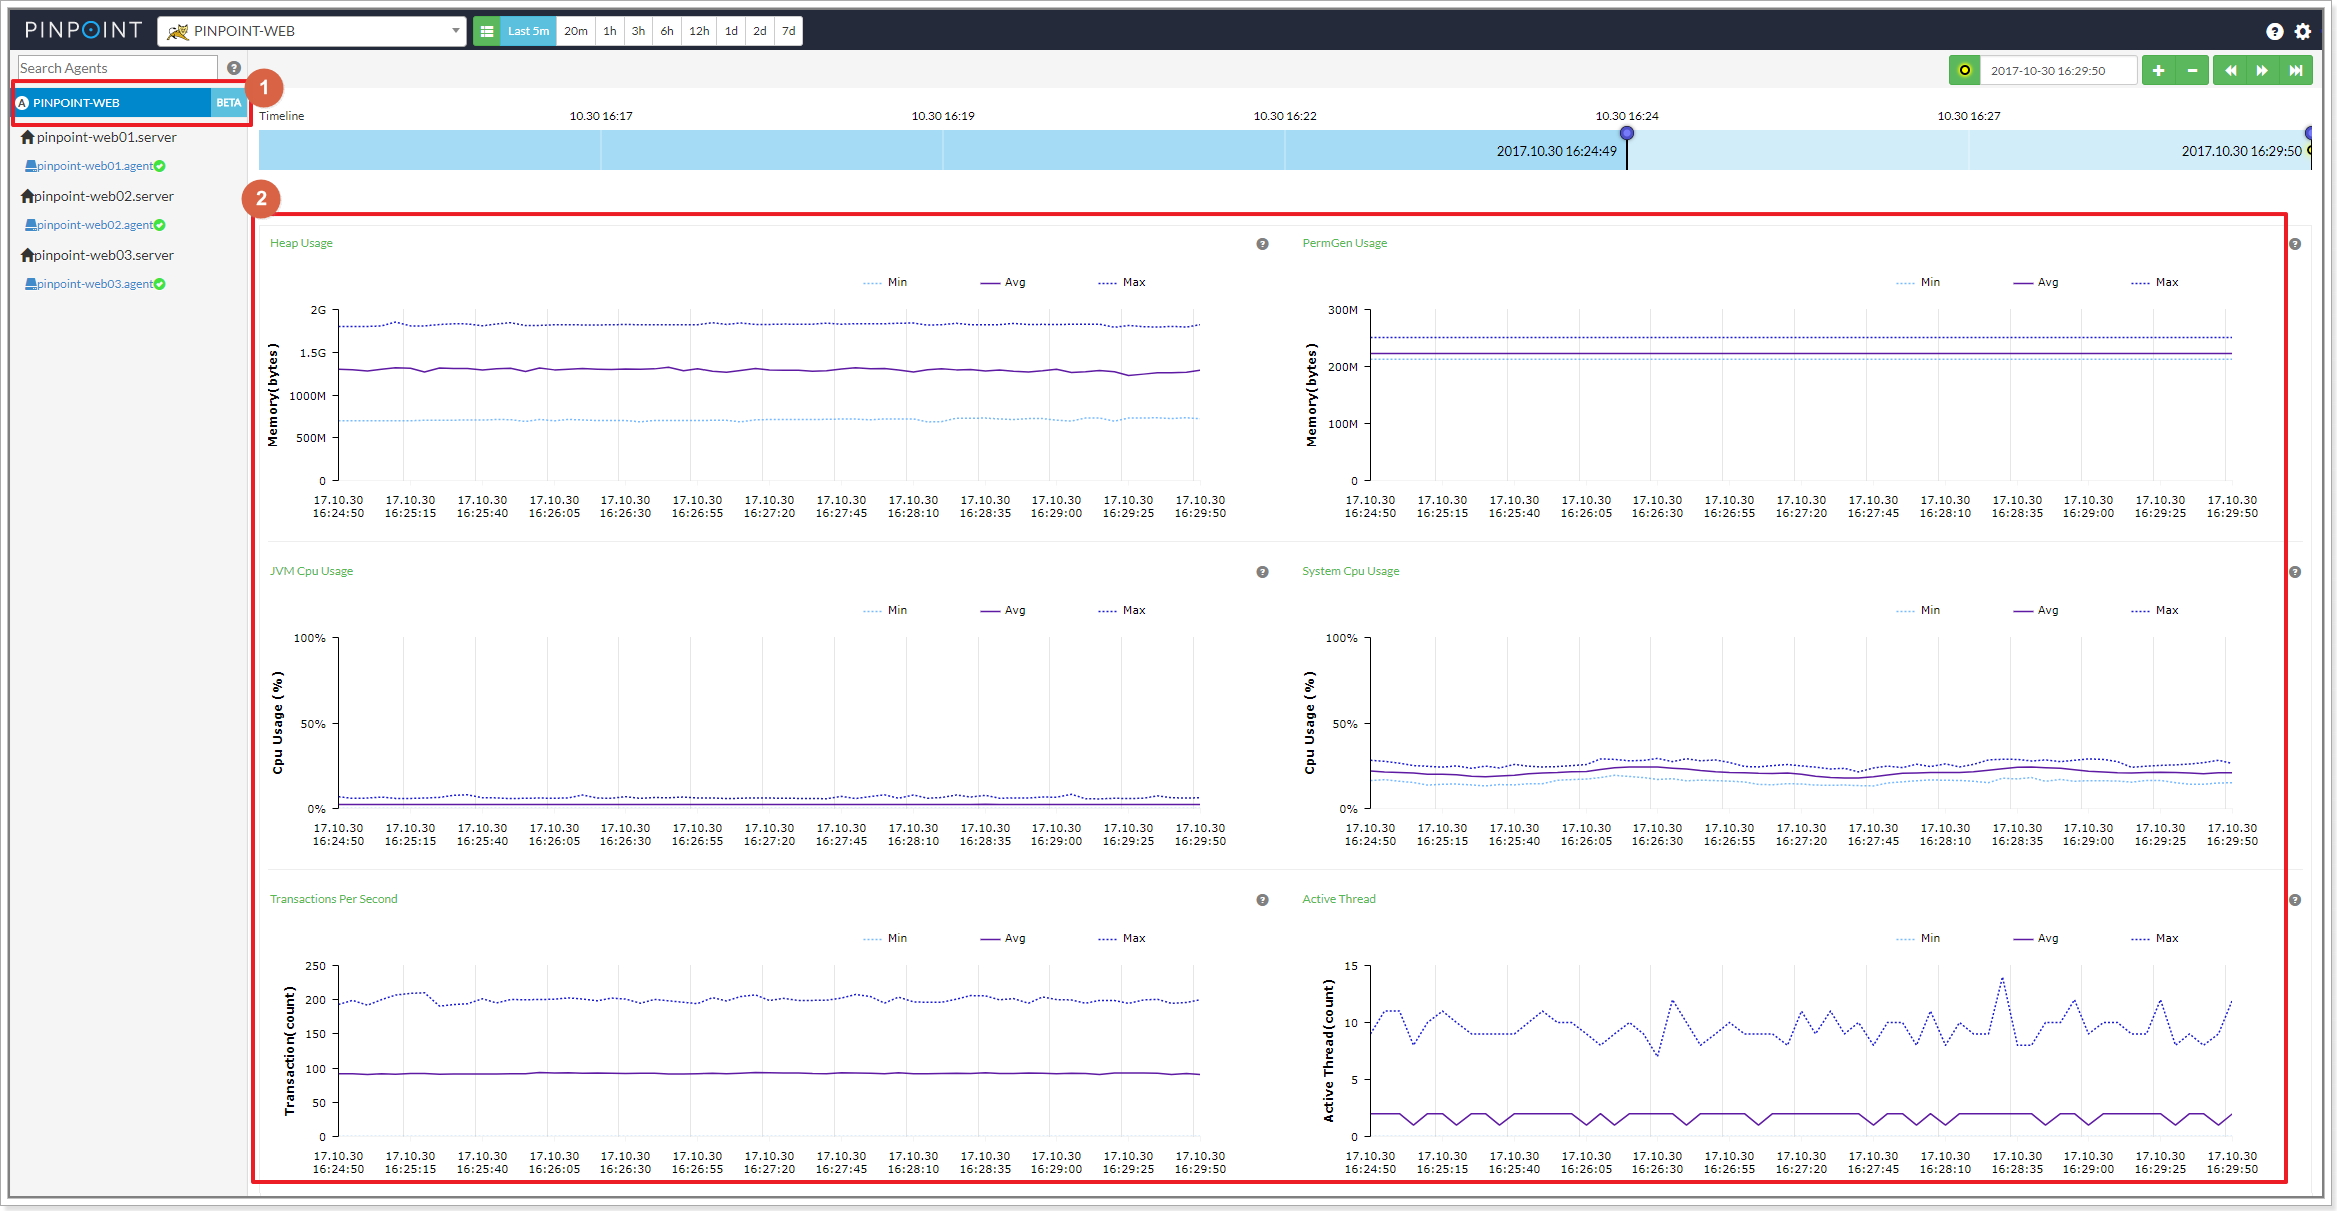 PINPOINT PINPOINT-WEB Last 5m 20m 1h 3h 6h 12h 1d 2d 7d
Search Agents
2017-10-30 16:29:50
1
A PINPOINT-WEB BETA
pinpoint-web01.server
pinpoint-web01.agent
pinpoint-web02.server
pinpoint-web02.agent
pinpoint-web03.server
pinpoint-web03.agent
Timeline 10.30 16:17 10.30 16:19 10.30 16:22 10.30 16:24 10.30 16:27
2017.10.30 16:24:49 2017.10.30 16:29:50
2
Heap Usage
Min Avg Max
Memory(bytes)
2G
1.5G
1000M
500M
0
17.10.30 17.10.30 17.10.30 17.10.30 17.10.30 17.10.30 17.10.30 17.10.30 17.10.30 17.10.30 17.10.30 17.10.30 17.10.30
16:24:50 16:25:15 16:25:40 16:26:05 16:26:30 16:26:55 16:27:20 16:27:45 16:28:10 16:28:35 16:29:00 16:29:25 16:29:50
PermGen Usage
Min Avg Max
Memory(bytes)
300M
200M
100M
0
17.10.30 17.10.30 17.10.30 17.10.30 17.10.30 17.10.30 17.10.30 17.10.30 17.10.30 17.10.30 17.10.30 17.10.30 17.10.30
16:24:50 16:25:15 16:25:40 16:26:05 16:26:30 16:26:55 16:27:20 16:27:45 16:28:10 16:28:35 16:29:00 16:29:25 16:29:50
JVM Cpu Usage
Min Avg Max
Cpu Usage (%)
100%
50%
0%
17.10.30 17.10.30 17.10.30 17.10.30 17.10.30 17.10.30 17.10.30 17.10.30 17.10.30 17.10.30 17.10.30 17.10.30 17.10.30
16:24:50 16:25:15 16:25:40 16:26:05 16:26:30 16:26:55 16:27:20 16:27:45 16:28:10 16:28:35 16:29:00 16:29:25 16:29:50
System Cpu Usage
Min Avg Max
Cpu Usage (%)
100%
50%
0%
17.10.30 17.10.30 17.10.30 17.10.30 17.10.30 17.10.30 17.10.30 17.10.30 17.10.30 17.10.30 17.10.30 17.10.30 17.10.30
16:24:50 16:25:15 16:25:40 16:26:05 16:26:30 16:26:55 16:27:20 16:27:45 16:28:10 16:28:35 16:29:00 16:29:25 16:29:50
Transactions Per Second
Min Avg Max
Transaction(count)
250
200
150
100
50
0
17.10.30 17.10.30 17.10.30 17.10.30 17.10.30 17.10.30 17.10.30 17.10.30 17.10.30 17.10.30 17.10.30 17.10.30 17.10.30
16:24:50 16:25:15 16:25:40 16:26:05 16:26:30 16:26:55 16:27:20 16:27:45 16:28:10 16:28:35 16:29:00 16:29:25 16:29:50
Active Thread
Min Avg Max
Active Thread(count)
15
10
5
0
17.10.30 17.10.30 17.10.30 17.10.30 17.10.30 17.10.30 17.10.30 17.10.30 17.10.30 17.10.30 17.10.30 17.10.30 17.10.30
16:24:50 16:25:15 16:25:40 16:26:05 16:26:30 16:26:55 16:27:20 16:27:45 16:28:10 16:28:35 16:29:00 16:29:25 16:29:50